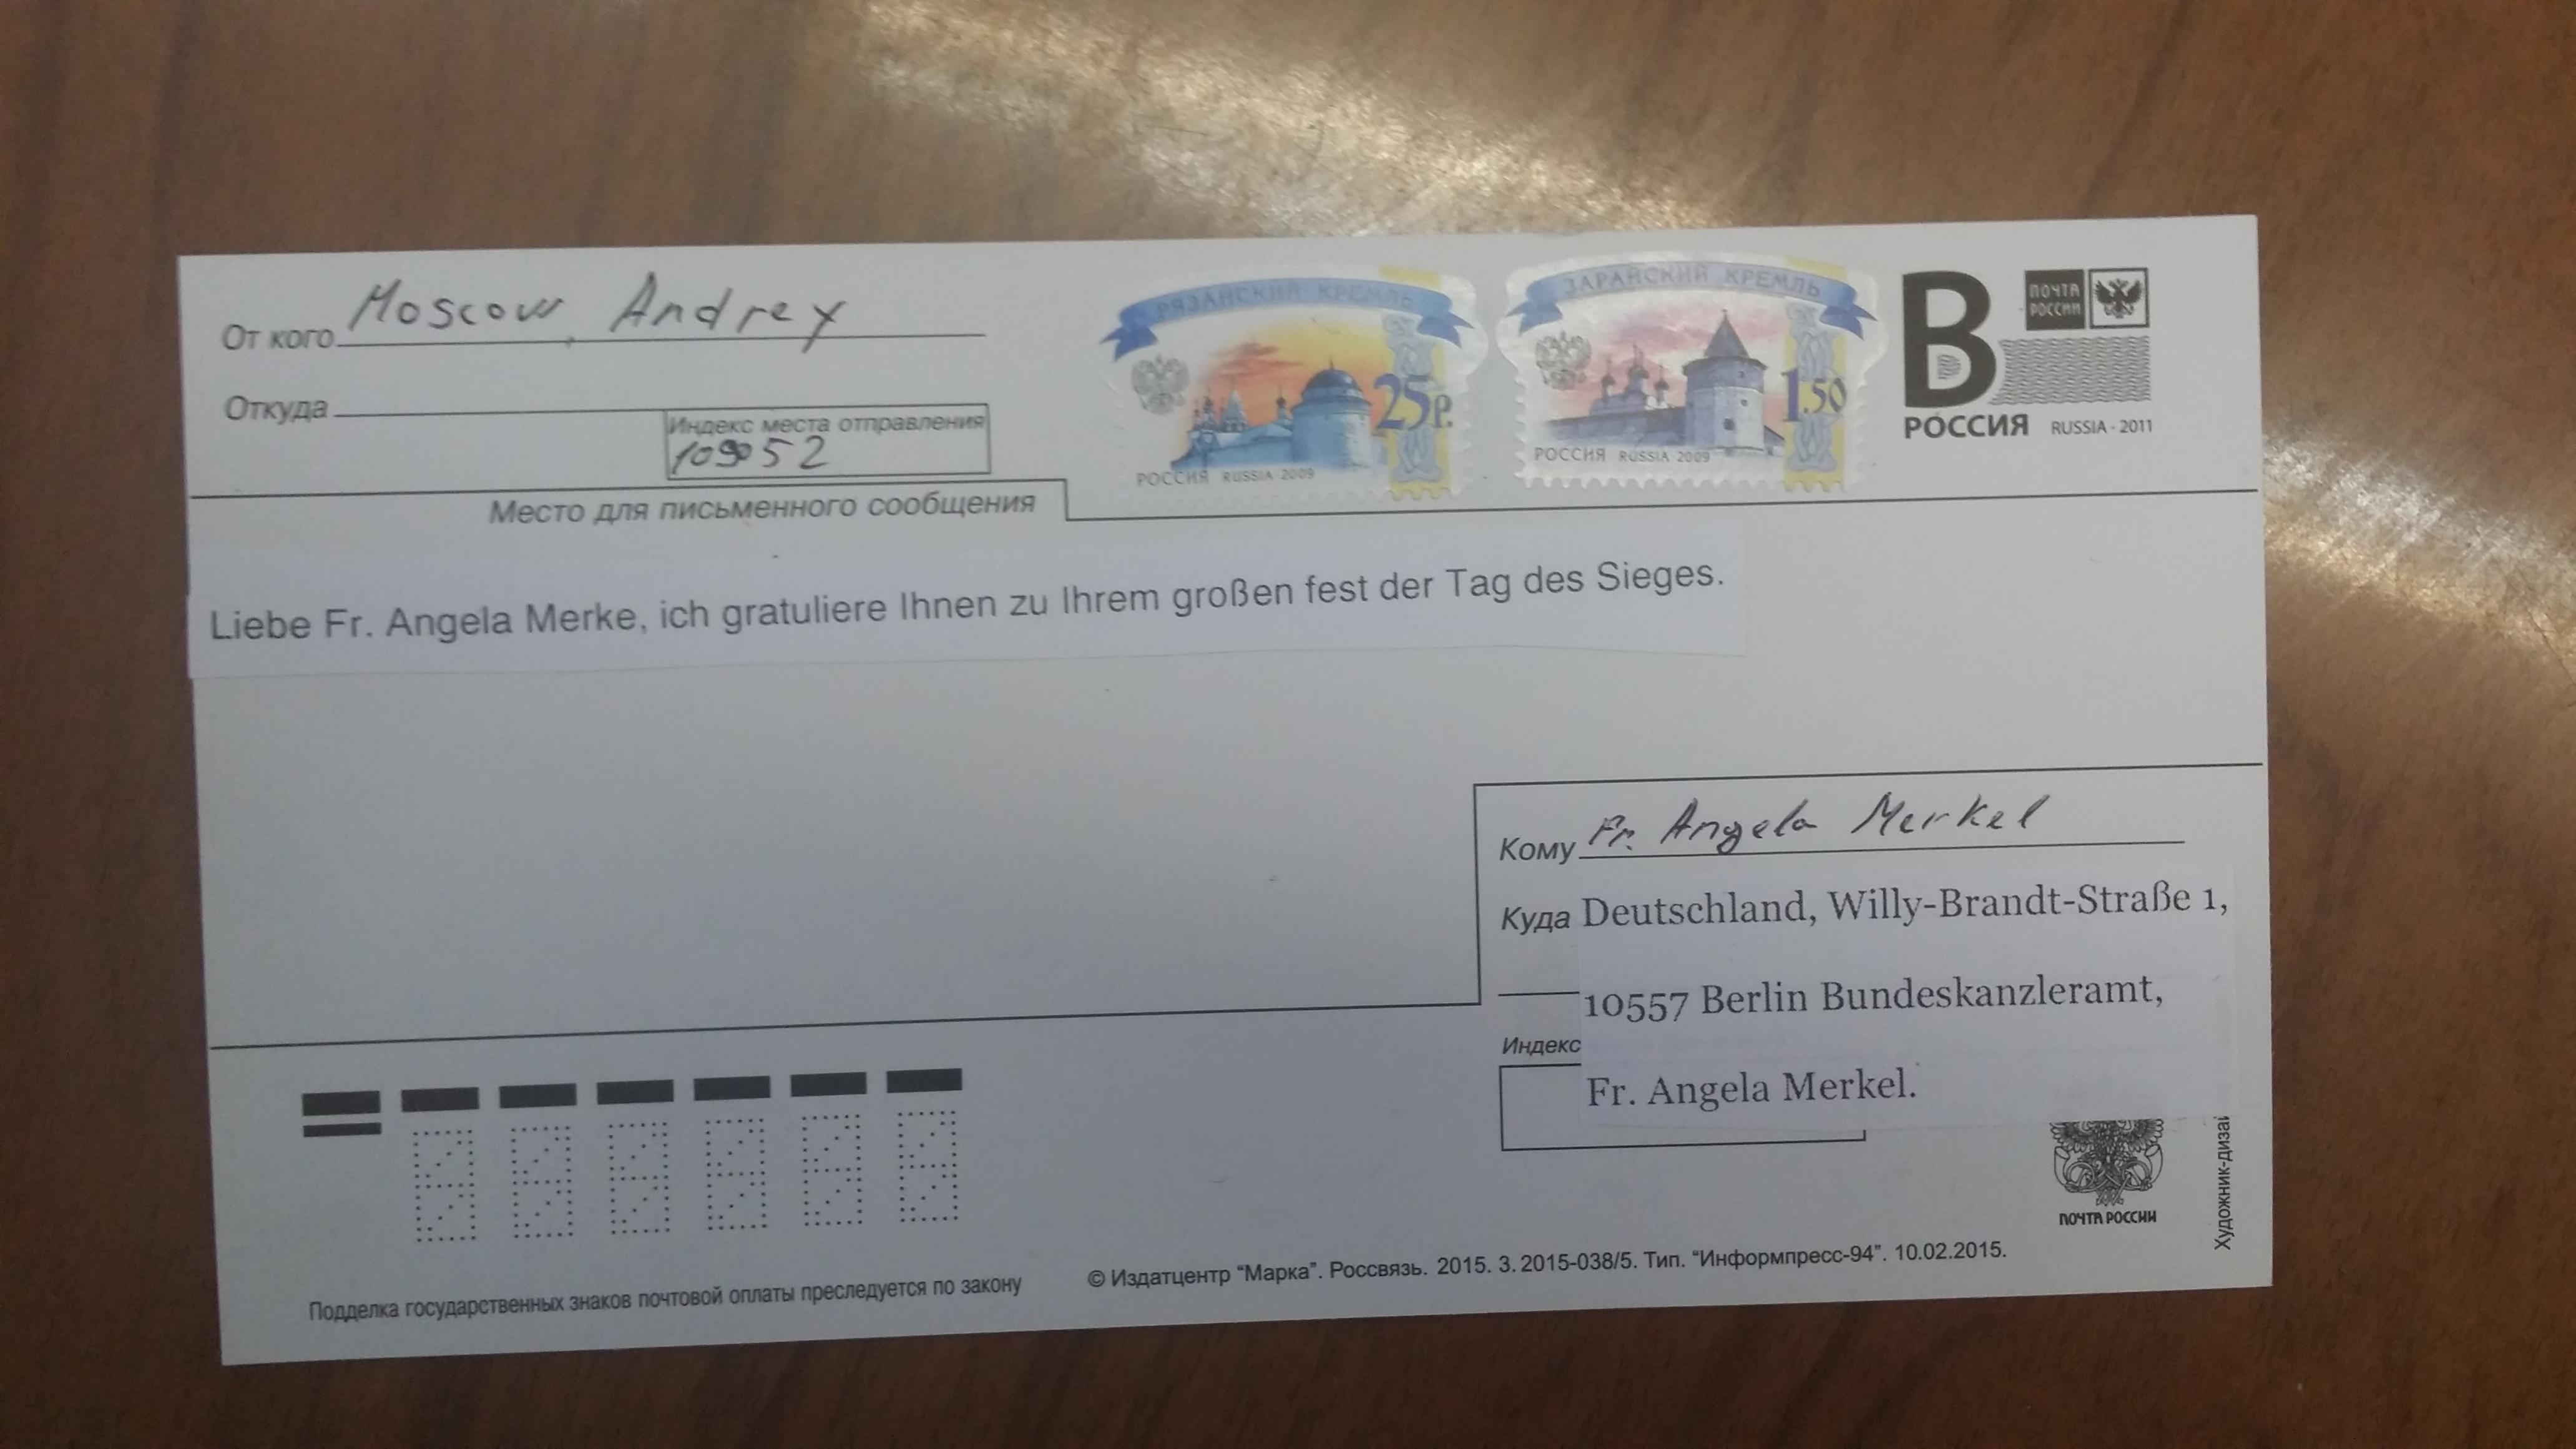 От кого Moscow, Andrey
Откуда
Индекс места отправления
109052
РЯЗАНСКИЙ КРЕМЛЬ
25р.
РОССИЯ RUSSIA 2009
ЗАРАЙСКИЙ КРЕМЛЬ
1.50
РОССИЯ RUSSIA 2009
B
ПОЧТА
РОССИИ
РОССИЯ RUSSIA · 2011
Место для письменного сообщения
Liebe Fr. Angela Merke, ich gratuliere Ihnen zu Ihrem großen fest der Tag des Sieges.
Кому Fr. Angela Merkel
Куда Deutschland, Willy-Brandt-Straße 1,
10557 Berlin Bundeskanzleramt,
Индекс
Fr. Angela Merkel.
ПОЧТА РОССИИ
Подделка государственных знаков почтовой оплаты преследуется по закону
© Издатцентр “Марка”. Россвязь. 2015. З. 2015-038/5. Тип. “Информпресс-94”. 10.02.2015.